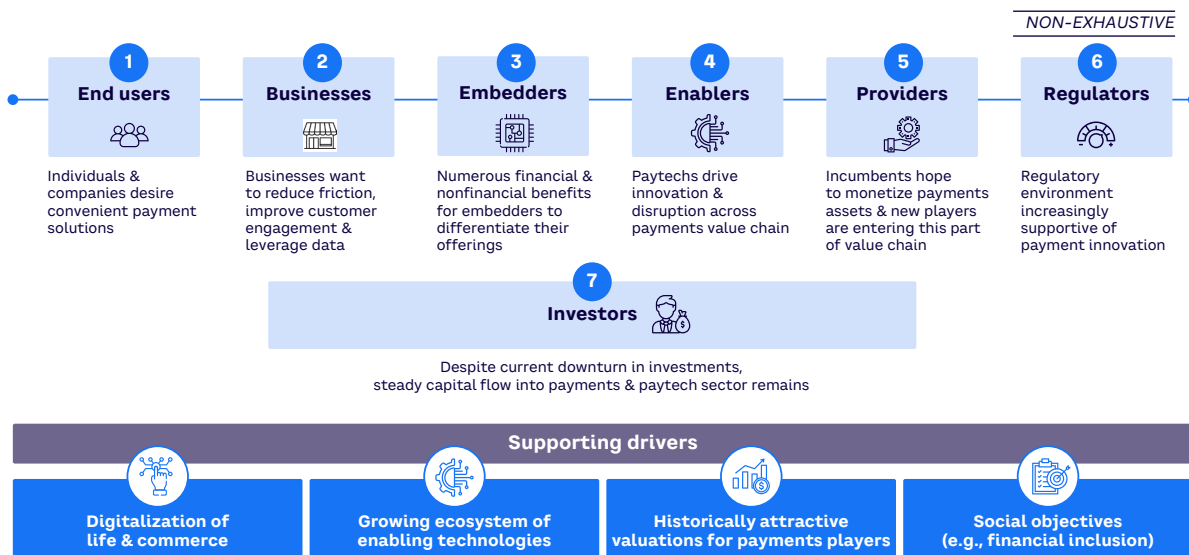 NON-EXHAUSTIVE
1
End users
Individuals &
companies desire
convenient payment
solutions
2
Businesses
Businesses want
to reduce friction,
improve customer
engagement &
leverage data
3
Embedders
Numerous financial &
nonfinancial benefits
for embedders to
differentiate their
offerings
4
Enablers
Paytechs drive
innovation &
disruption across
payments value chain
5
Providers
Incumbents hope
to monetize payments
assets & new players
are entering this part
of value chain
6
Regulators
Regulatory
environment
increasingly
supportive of
payment innovation
7
Investors
Despite current downturn in investments,
steady capital flow into payments & paytech sector remains
Supporting drivers
Digitalization of
life & commerce
Growing ecosystem of
enabling technologies
Historically attractive
valuations for payments players
Social objectives
(e.g., financial inclusion)